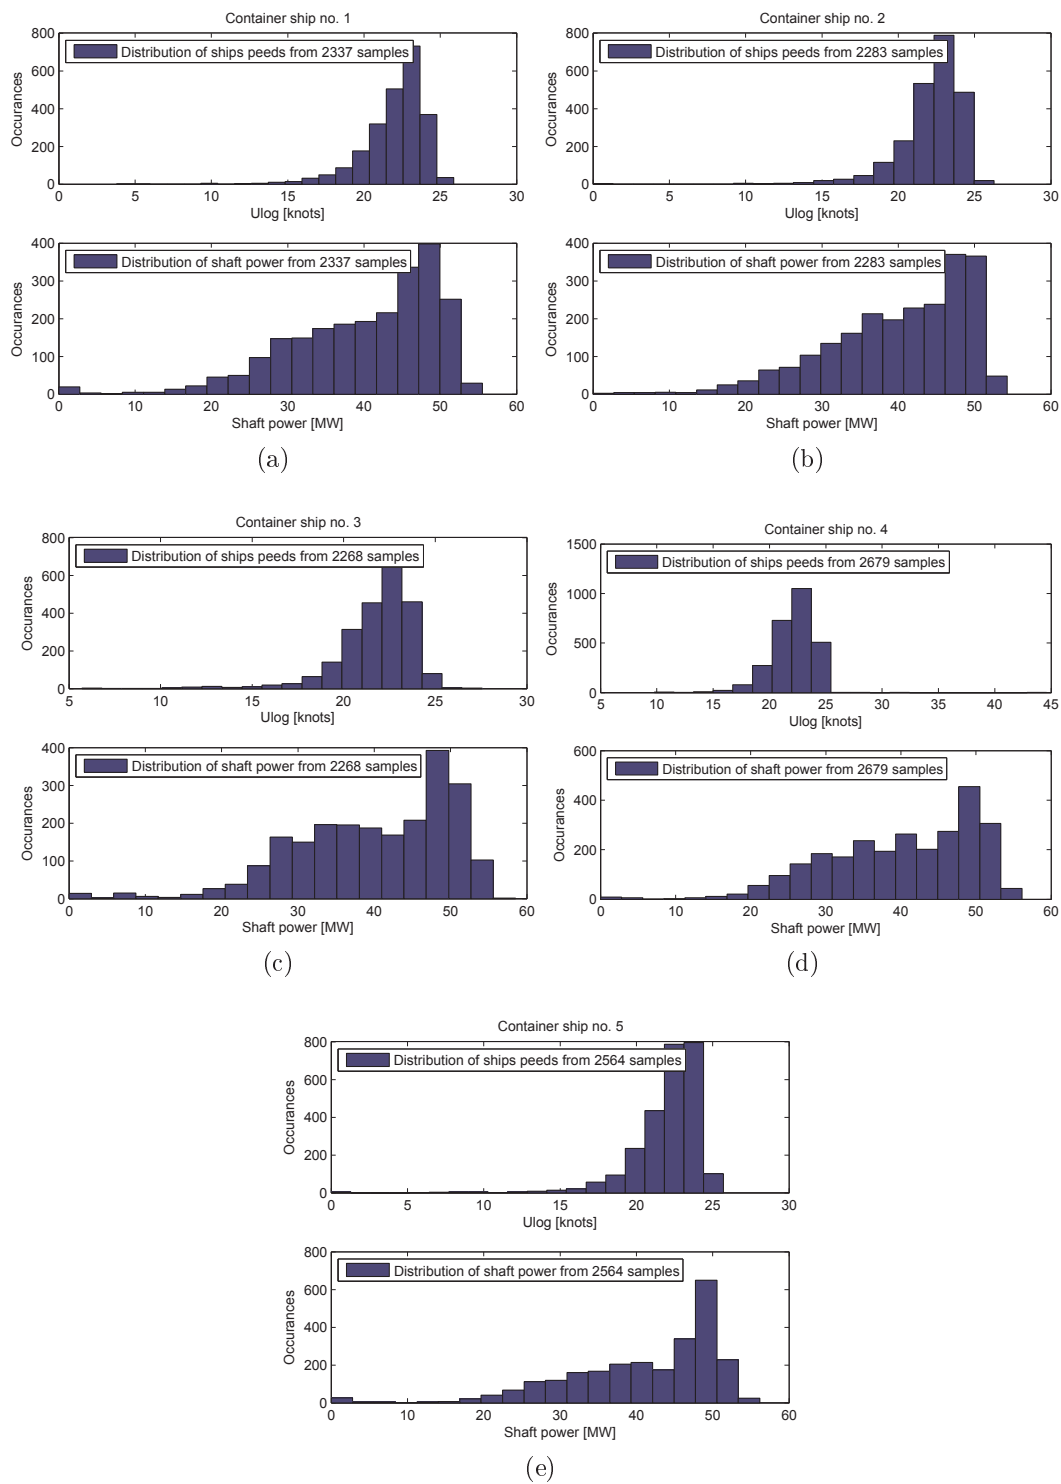 Container ship no. 1
Distribution of ships peeds from 2337 samples
Occurances
0 200 400 600 800
0 5 10 15 20 25 30
Ulog [knots]
Distribution of shaft power from 2337 samples
Occurances
0 100 200 300 400
0 10 20 30 40 50 60
Shaft power [MW]
(a)
Container ship no. 2
Distribution of ships peeds from 2283 samples
Occurances
0 200 400 600 800
0 5 10 15 20 25 30
Ulog [knots]
Distribution of shaft power from 2283 samples
Occurances
0 100 200 300 400
0 10 20 30 40 50 60
Shaft power [MW]
(b)
Container ship no. 3
Distribution of ships peeds from 2268 samples
Occurances
0 200 400 600 800
5 10 15 20 25 30
Ulog [knots]
Distribution of shaft power from 2268 samples
Occurances
0 100 200 300 400
0 10 20 30 40 50 60
Shaft power [MW]
(c)
Container ship no. 4
Distribution of ships peeds from 2679 samples
Occurances
0 500 1000 1500
5 10 15 20 25 30 35 40 45
Ulog [knots]
Distribution of shaft power from 2679 samples
Occurances
0 200 400 600
0 10 20 30 40 50 60
Shaft power [MW]
(d)
Container ship no. 5
Distribution of ships peeds from 2564 samples
Occurances
0 200 400 600 800
0 5 10 15 20 25 30
Ulog [knots]
Distribution of shaft power from 2564 samples
Occurances
0 200 400 600 800
0 10 20 30 40 50 60
Shaft power [MW]
(e)